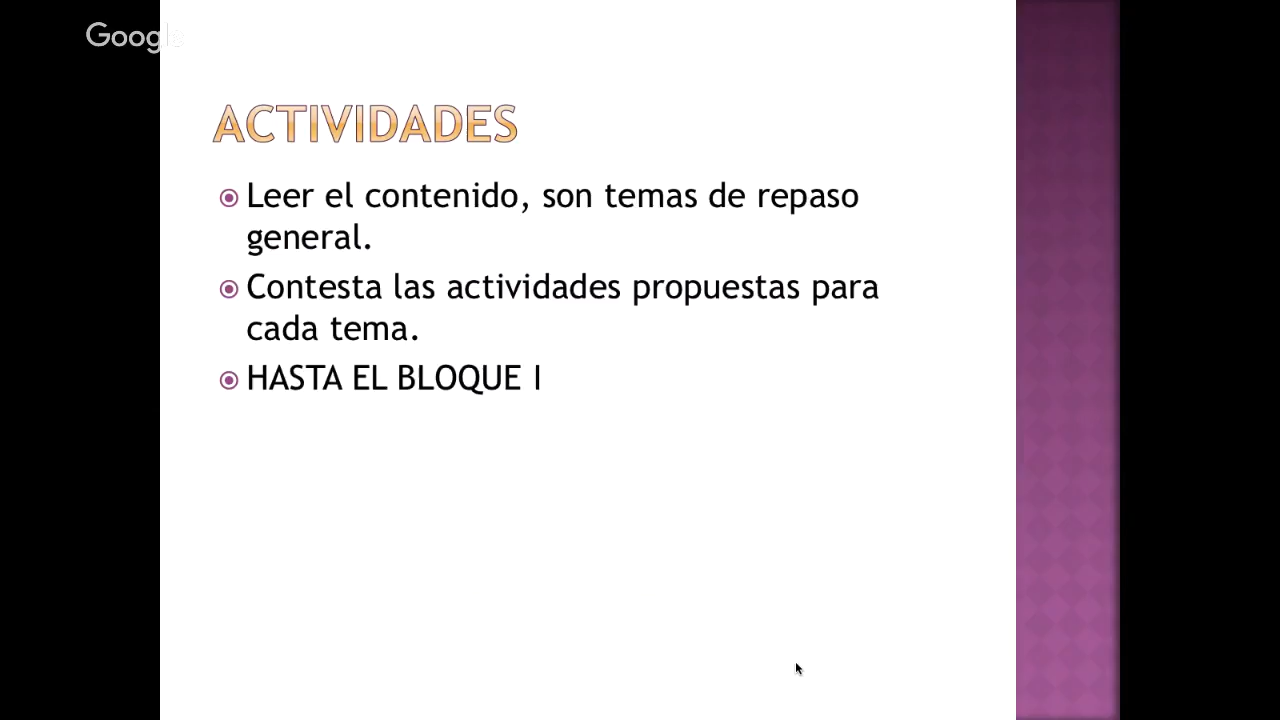 Google
ACTIVIDADES
Leer el contenido, son temas de repaso
general.
Contesta las actividades propuestas para
cada tema.
HASTA EL BLOQUE I